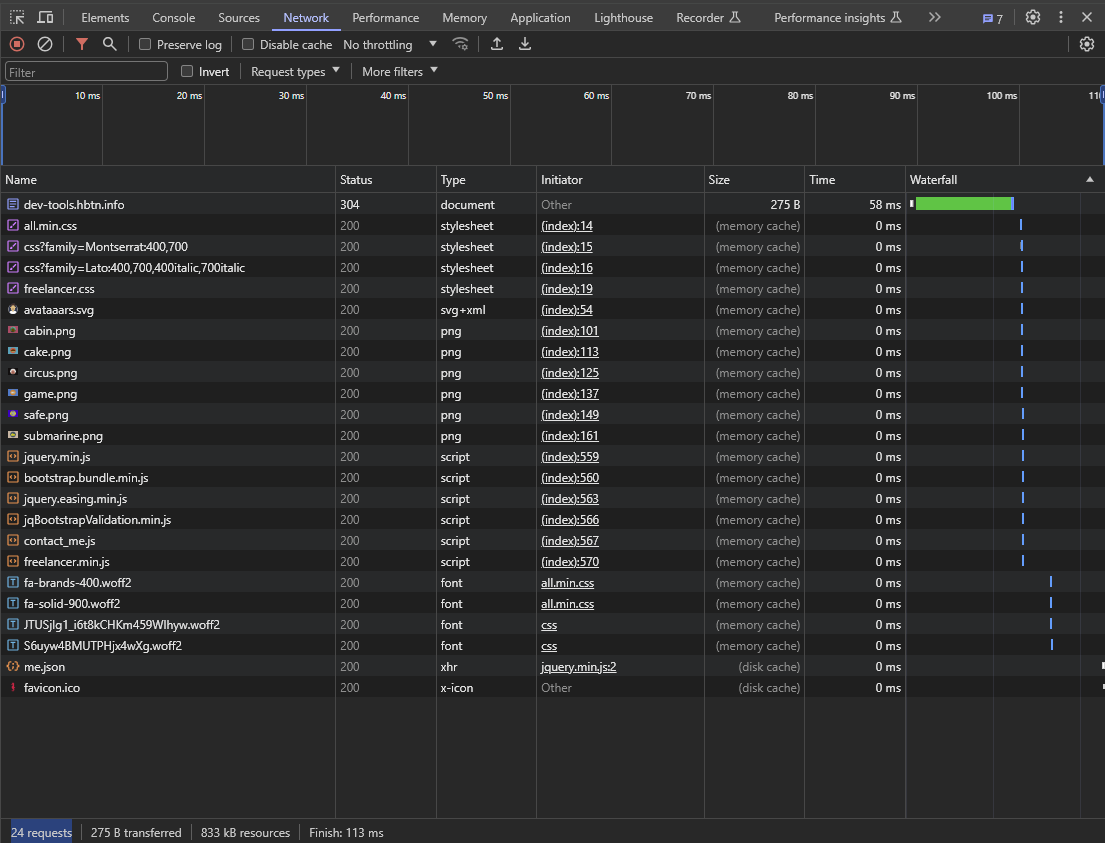 Elements Console Sources Network Performance Memory Application Lighthouse Recorder Performance insights 7
Preserve log Disable cache No throttling
Filter Invert Request types More filters
10 ms 20 ms 30 ms 40 ms 50 ms 60 ms 70 ms 80 ms 90 ms 100 ms
Name Status Type Initiator Size Time Waterfall
dev-tools.hbtn.info 304 document Other 275 B 58 ms
all.min.css 200 stylesheet (index):14 (memory cache) 0 ms
css?family=Montserrat:400,700 200 stylesheet (index):15 (memory cache) 0 ms
css?family=Lato:400,700,400italic,700italic 200 stylesheet (index):16 (memory cache) 0 ms
freelancer.css 200 stylesheet (index):19 (memory cache) 0 ms
avataaars.svg 200 svg+xml (index):54 (memory cache) 0 ms
cabin.png 200 png (index):101 (memory cache) 0 ms
cake.png 200 png (index):113 (memory cache) 0 ms
circus.png 200 png (index):125 (memory cache) 0 ms
game.png 200 png (index):137 (memory cache) 0 ms
safe.png 200 png (index):149 (memory cache) 0 ms
submarine.png 200 png (index):161 (memory cache) 0 ms
jquery.min.js 200 script (index):559 (memory cache) 0 ms
bootstrap.bundle.min.js 200 script (index):560 (memory cache) 0 ms
jquery.easing.min.js 200 script (index):563 (memory cache) 0 ms
jqBootstrapValidation.min.js 200 script (index):566 (memory cache) 0 ms
contact_me.js 200 script (index):567 (memory cache) 0 ms
freelancer.min.js 200 script (index):570 (memory cache) 0 ms
fa-brands-400.woff2 200 font all.min.css (memory cache) 0 ms
fa-solid-900.woff2 200 font all.min.css (memory cache) 0 ms
JTUSjIg1_i6t8kCHKm459Wlhyw.woff2 200 font css (memory cache) 0 ms
S6uyw4BMUTPHjx4wXg.woff2 200 font css (memory cache) 0 ms
me.json 200 xhr jquery.min.js:2 (disk cache) 0 ms
favicon.ico 200 x-icon Other (disk cache) 0 ms
24 requests 275 B transferred 833 kB resources Finish: 113 ms